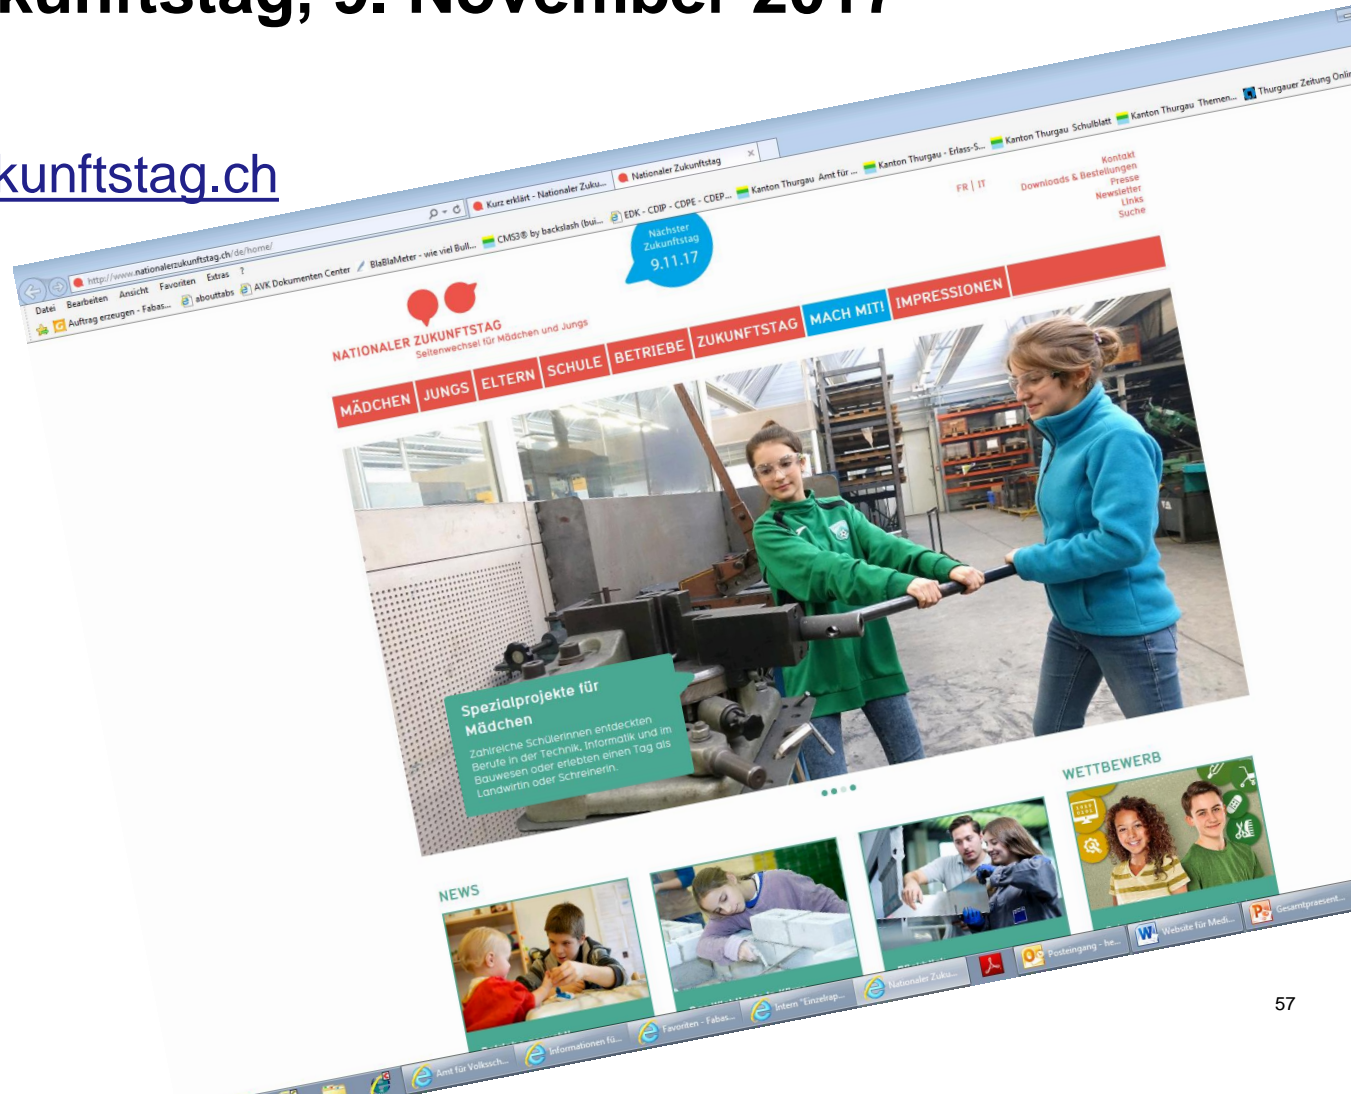 kunftstag, 9. November 2017
kunftstag.ch
http://www.nationalerzukunftstag.ch/de/home/
Kurz erklärt - Nationaler Zuku...
Nationaler Zukunftstag
Datei Bearbeiten Ansicht Favoriten Extras ?
Auftrag erzeugen - Fabas... abouttabs AVK Dokumenten Center BlaBlaMeter - wie viel Bull... CMS3® by backslash (bui... EDK - CDIP - CDPE - CDEP... Kanton Thurgau Amt für ... Kanton Thurgau - Erlass-S... Kanton Thurgau Schulblatt Kanton Thurgau Themen... Thurgauer Zeitung Onlin
Kontakt
FR | IT Downloads & Bestellungen
Presse
Newsletter
Links
Suche
Nächster
Zukunftstag
9.11.17
NATIONALER ZUKUNFTSTAG
Seitenwechsel für Mädchen und Jungs
MÄDCHEN JUNGS ELTERN SCHULE BETRIEBE ZUKUNFTSTAG MACH MIT! IMPRESSIONEN
Spezialprojekte für
Mädchen
Zahlreiche Schülerinnen entdeckten
Berufe in der Technik, Informatik und im
Bauwesen oder erlebten einen Tag als
Landwirtin oder Schreinerin.
NEWS
WETTBEWERB
Amt für Volkssch... Informationen fü... Favoriten - Fabas... Intern "Einzelrap... Nationaler Zuku... Posteingang - he... Website für Medi... Gesamtpraesent...
57